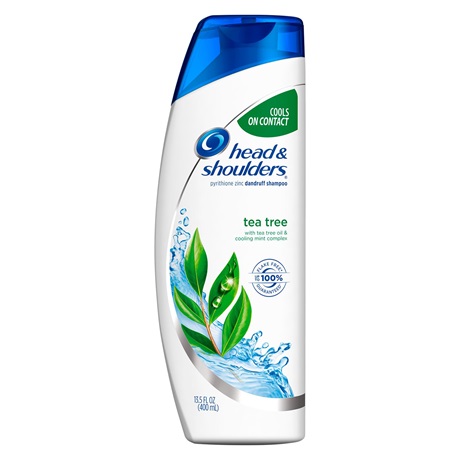 COOLS
ON CONTACT
head &
shoulders®
pyrithione zinc dandruff shampoo
tea tree
with tea tree oil &
cooling mint complex
FLAKE FREE
UP TO 100%
GUARANTEED
13.5 FL OZ
(400 mL)